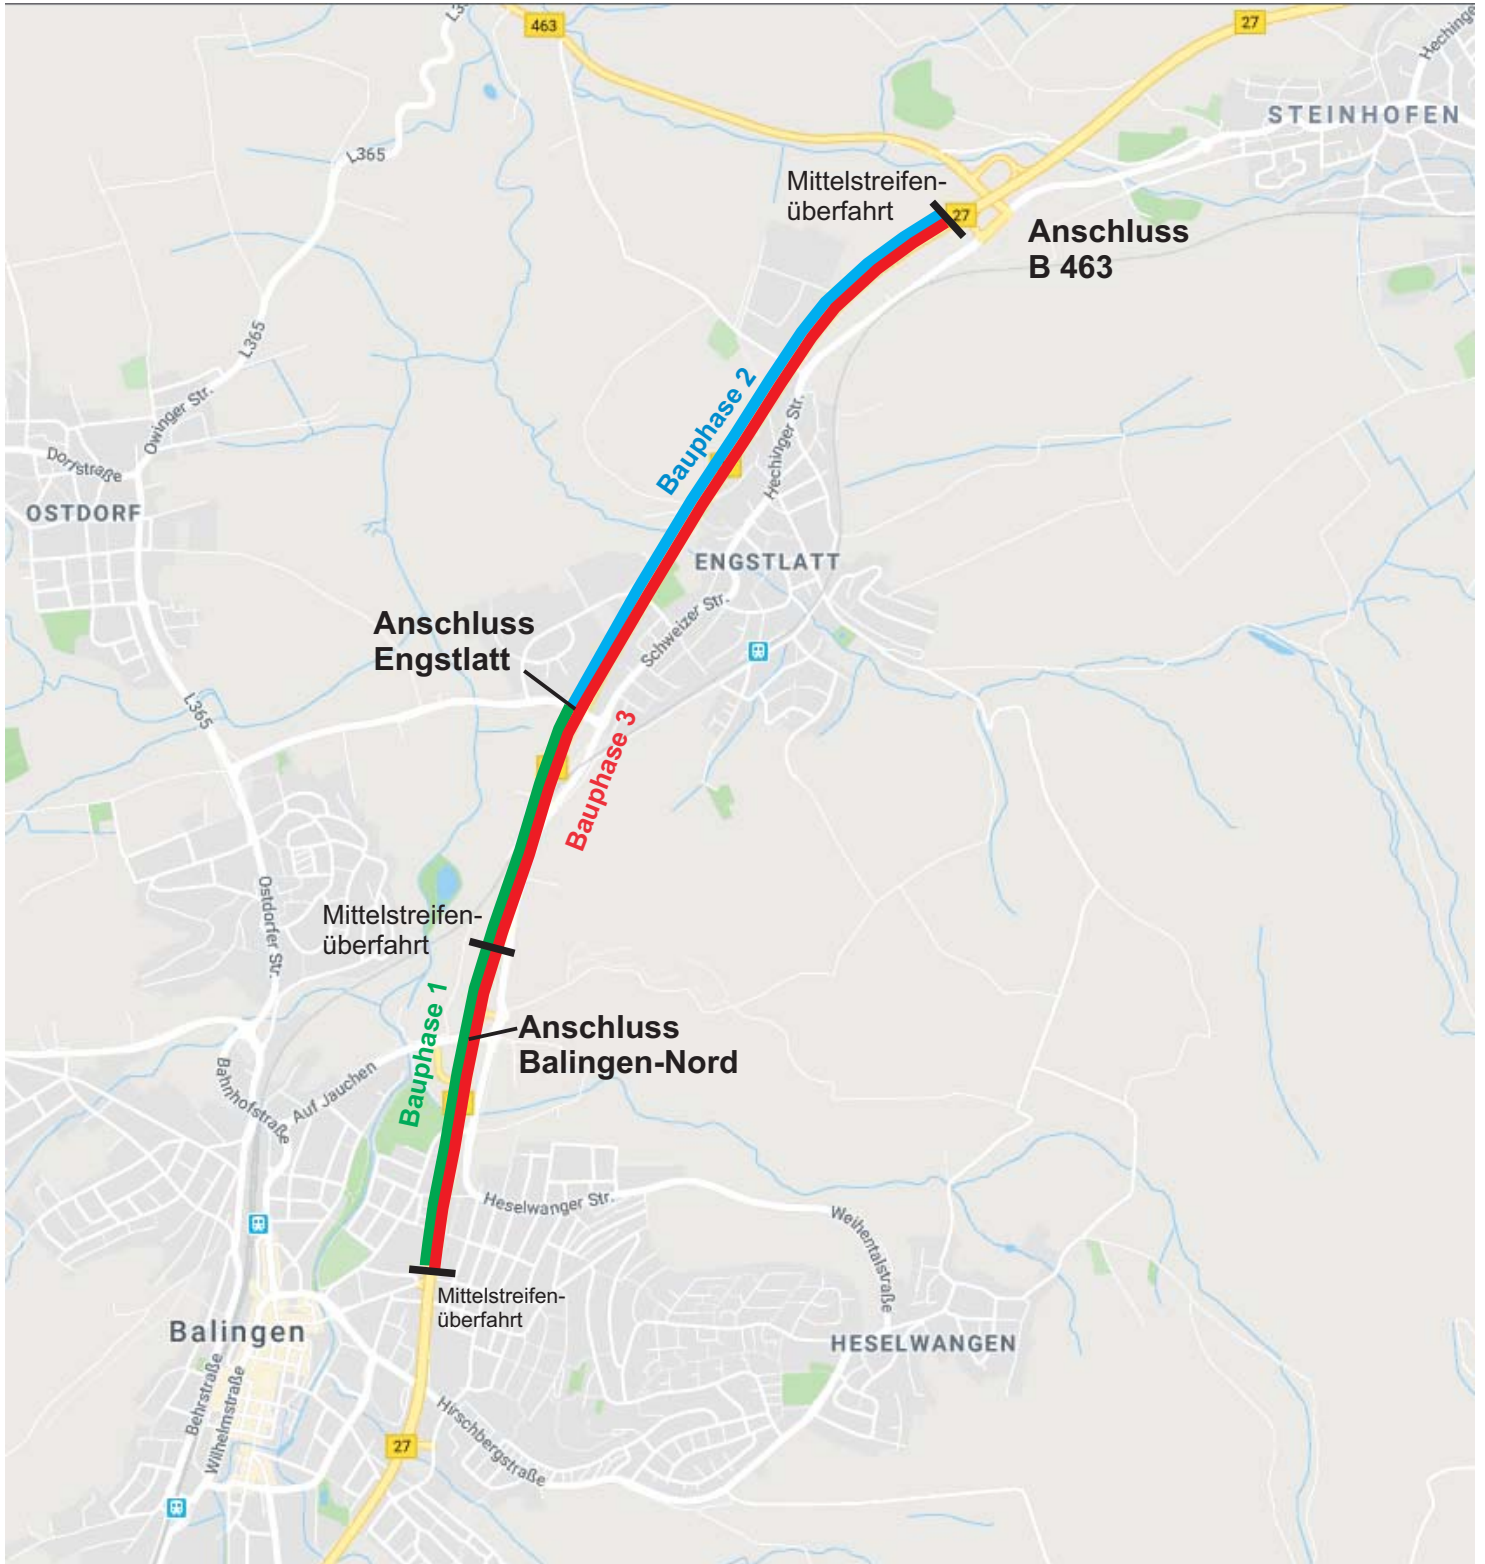 463
27
L365
Hechinge
STEINHOFEN
Mittelstreifen-
überfahrt
27
Anschluss
B 463
L365
Owinger Str.
Dorfstraße
OSTDORF
Bauphase 2
Hechinger Str.
ENGSTLATT
Schweizer Str.
Anschluss
Engstlatt
L365
Bauphase 3
Ostdorfer Str.
Mittelstreifen-
überfahrt
Bauphase 1
Anschluss
Balingen-Nord
Bahnhofstraße
Auf Jauchen
Heselwanger Str.
Weihentalstraße
Mittelstreifen-
überfahrt
Balingen
HESELWANGEN
Behrstraße
Wilhelmstraße
Hirschbergstraße
27